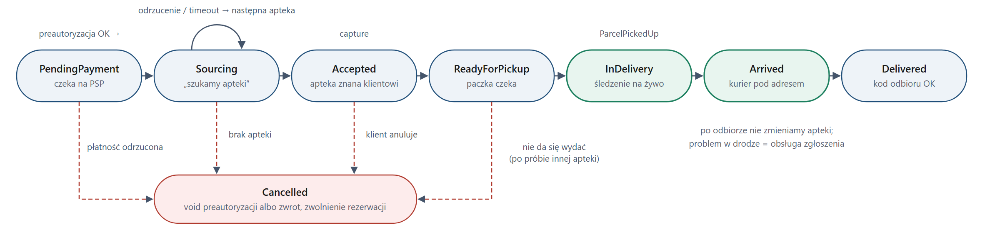 odrzucenie / timeout → następna apteka
preautoryzacja OK →
capture
ParcelPickedUp
PendingPayment
czeka na PSP
Sourcing
„szukamy apteki”
Accepted
apteka znana klientowi
ReadyForPickup
paczka czeka
InDelivery
śledzenie na żywo
Arrived
kurier pod adresem
Delivered
kod odbioru OK
płatność odrzucona
brak apteki
klient anuluje
nie da się wydać
(po próbie innej apteki)
po odbiorze nie zmieniamy apteki;
problem w drodze = obsługa zgłoszenia
Cancelled
void preautoryzacji albo zwrot, zwolnienie rezerwacji